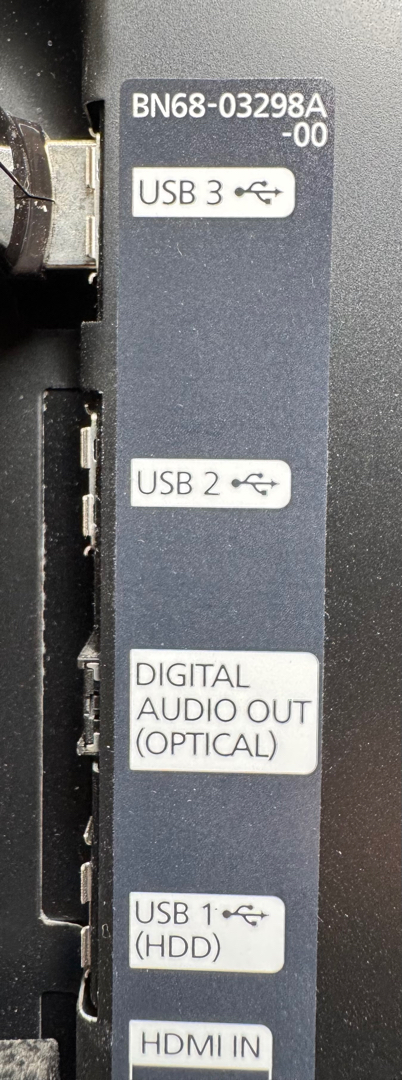 BN68-03298A
-00
USB 3
USB 2
DIGITAL
AUDIO OUT
(OPTICAL)
USB 1
(HDD)
HDMI IN